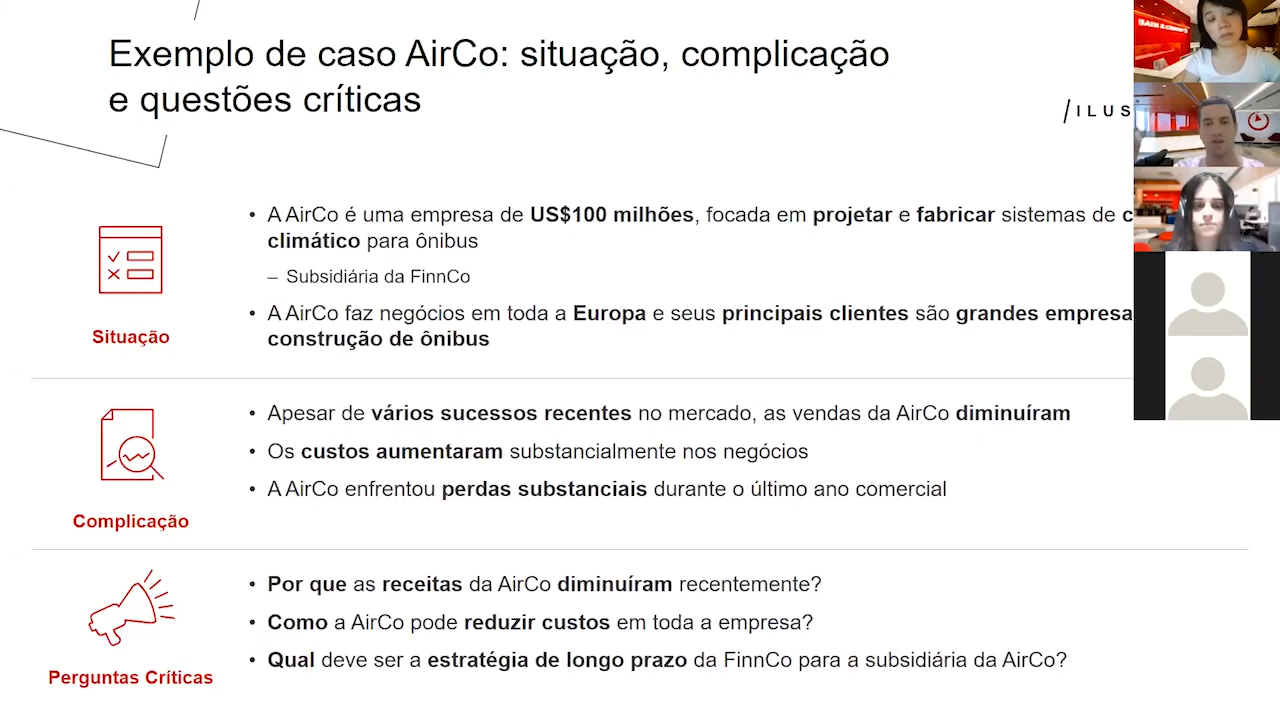 Exemplo de caso AirCo: situação, complicação
e questões críticas
ILUS
• A AirCo é uma empresa de US$100 milhões, focada em projetar e fabricar sistemas de
climático para ônibus
– Subsidiária da FinnCo
• A AirCo faz negócios em toda a Europa e seus principais clientes são grandes empresa
construção de ônibus
Situação
• Apesar de vários sucessos recentes no mercado, as vendas da AirCo diminuíram
• Os custos aumentaram substancialmente nos negócios
• A AirCo enfrentou perdas substanciais durante o último ano comercial
Complicação
• Por que as receitas da AirCo diminuíram recentemente?
• Como a AirCo pode reduzir custos em toda a empresa?
• Qual deve ser a estratégia de longo prazo da FinnCo para a subsidiária da AirCo?
Perguntas Críticas